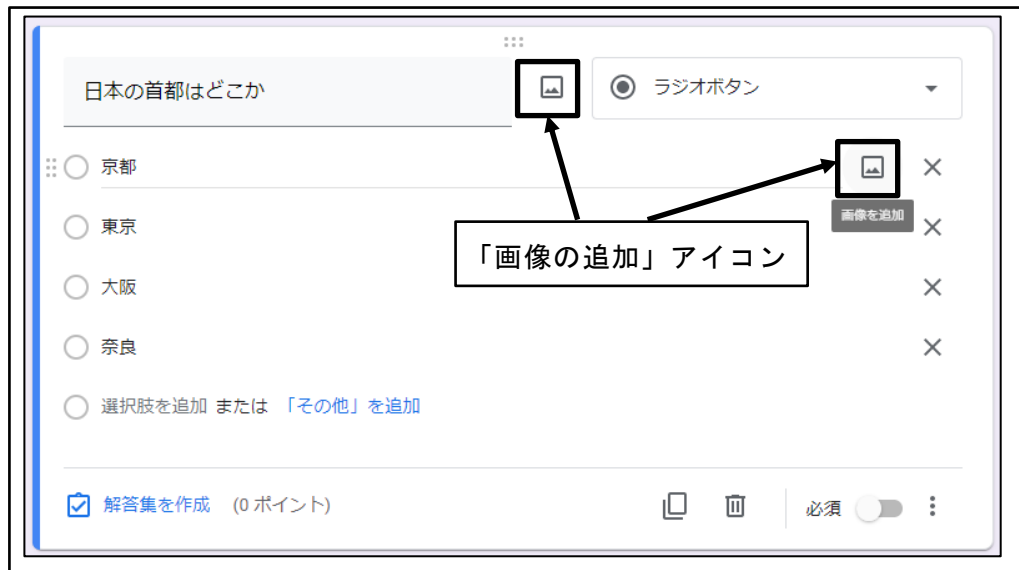 日本の首都はどこか
ラジオボタン
京都
画像を追加
東京
「画像の追加」アイコン
大阪
奈良
選択肢を追加 または 「その他」を追加
解答集を作成 (0 ポイント)
必須